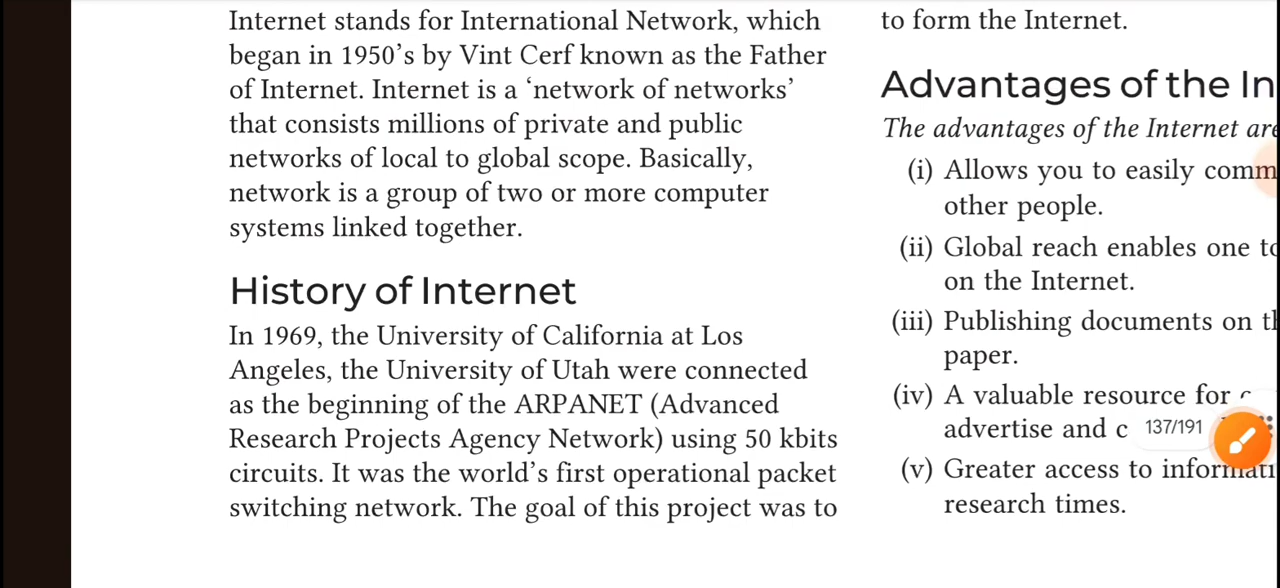 Internet stands for International Network, which
began in 1950's by Vint Cerf known as the Father
of Internet. Internet is a ‘network of networks’
that consists millions of private and public
networks of local to global scope. Basically,
network is a group of two or more computer
systems linked together.
History of Internet
In 1969, the University of California at Los
Angeles, the University of Utah were connected
as the beginning of the ARPANET (Advanced
Research Projects Agency Network) using 50 kbits
circuits. It was the world's first operational packet
switching network. The goal of this project was to
to form the Internet.
Advantages of the In
The advantages of the Internet are
(i) Allows you to easily comm
other people.
(ii) Global reach enables one to
on the Internet.
(iii) Publishing documents on th
paper.
(iv) A valuable resource for c
advertise and c
137/191
(v) Greater access to informati
research times.